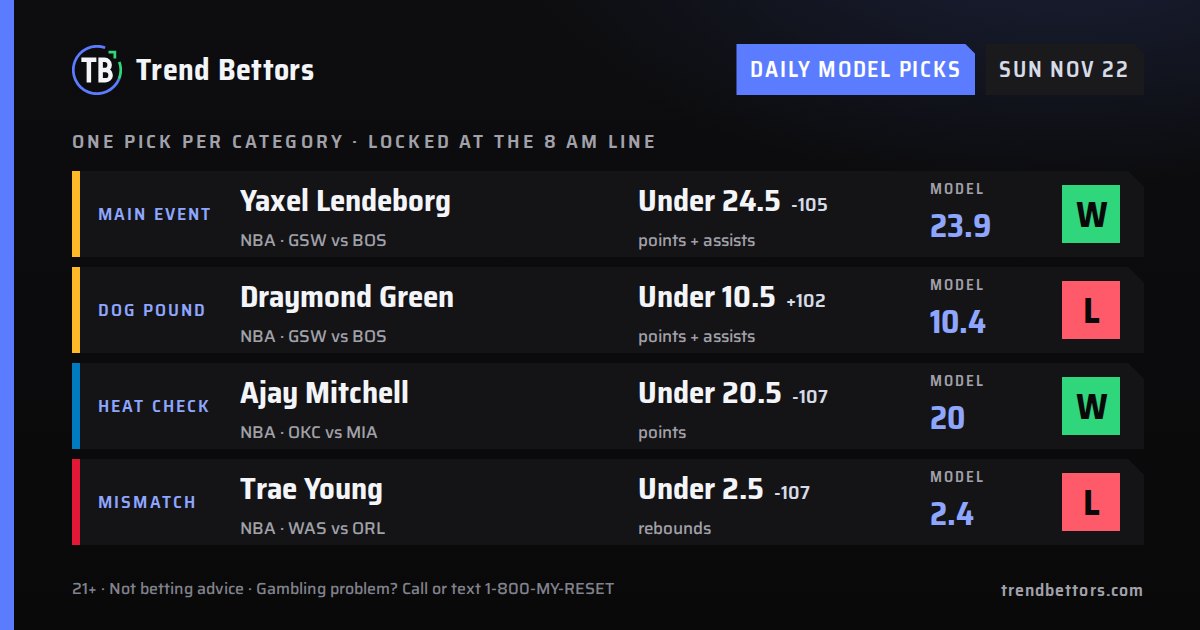 TB Trend Bettors
DAILY MODEL PICKS
SUN NOV 22
ONE PICK PER CATEGORY · LOCKED AT THE 8 AM LINE
MAIN EVENT
Yaxel Lendeborg
NBA · GSW vs BOS
Under 24.5 -105
points + assists
MODEL
23.9
W
DOG POUND
Draymond Green
NBA · GSW vs BOS
Under 10.5 +102
points + assists
MODEL
10.4
L
HEAT CHECK
Ajay Mitchell
NBA · OKC vs MIA
Under 20.5 -107
points
MODEL
20
W
MISMATCH
Trae Young
NBA · WAS vs ORL
Under 2.5 -107
rebounds
MODEL
2.4
L
21+ · Not betting advice · Gambling problem? Call or text 1-800-MY-RESET
trendbettors.com